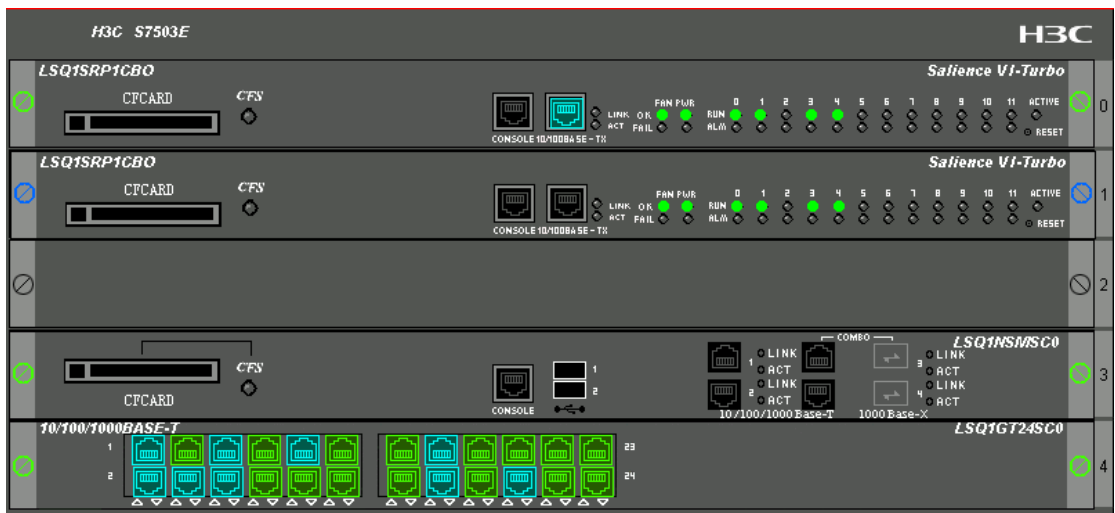 H3C S7503E H3C
LSQ1SRP1CB0 Salience VI-Turbo
CFCARD CFS
FAN PWR 0 1 2 3 4 5 6 7 8 9 10 11 ACTIVE
LINK OK RUN
ACT FAIL ALM RESET
CONSOLE 10/100BASE-TX
0
LSQ1SRP1CB0 Salience VI-Turbo
CFCARD CFS
FAN PWR 0 1 2 3 4 5 6 7 8 9 10 11 ACTIVE
LINK OK RUN
ACT FAIL ALM RESET
CONSOLE 10/100BASE-TX
1
2
COMBO LSQ1NSMSC0
CFS 1 1 LINK 3 LINK
ACT ACT
CFCARD 2 2 LINK 4 LINK
ACT ACT
CONSOLE 10/100/1000 Base-T 1000 Base-X
3
10/100/1000BASE-T LSQ1GT24SC0
1 23
2 24
4